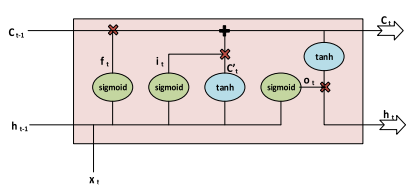 C t-1
C t
tanh
f t
i t
C' t
o t
sigmoid
sigmoid
tanh
sigmoid
h t-1
h t
x t